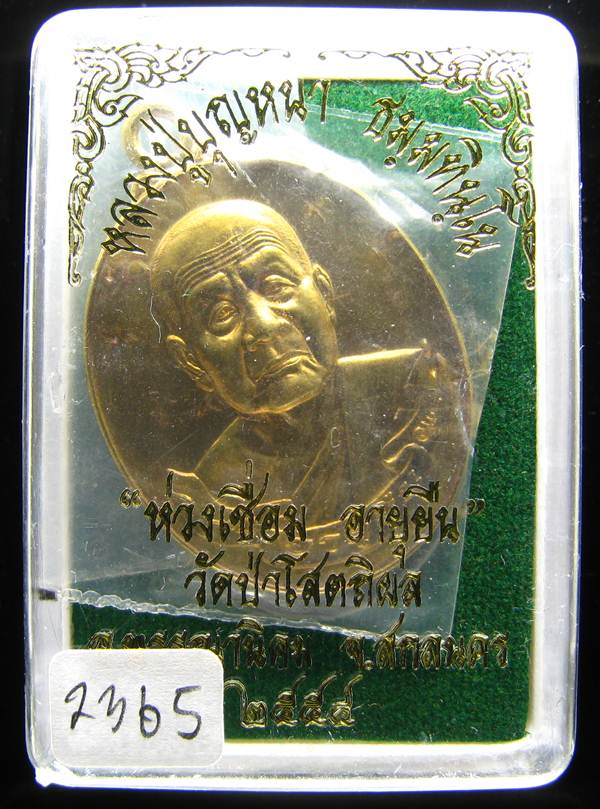 หลวงปู่บุญหนา ธมฺมทินฺโน
“ห่วงเชื่อม อายุยืน”
วัดป่าโสตถิผล
อ.พรรณานิคม จ.สกลนคร
๒๕๕๔
2365